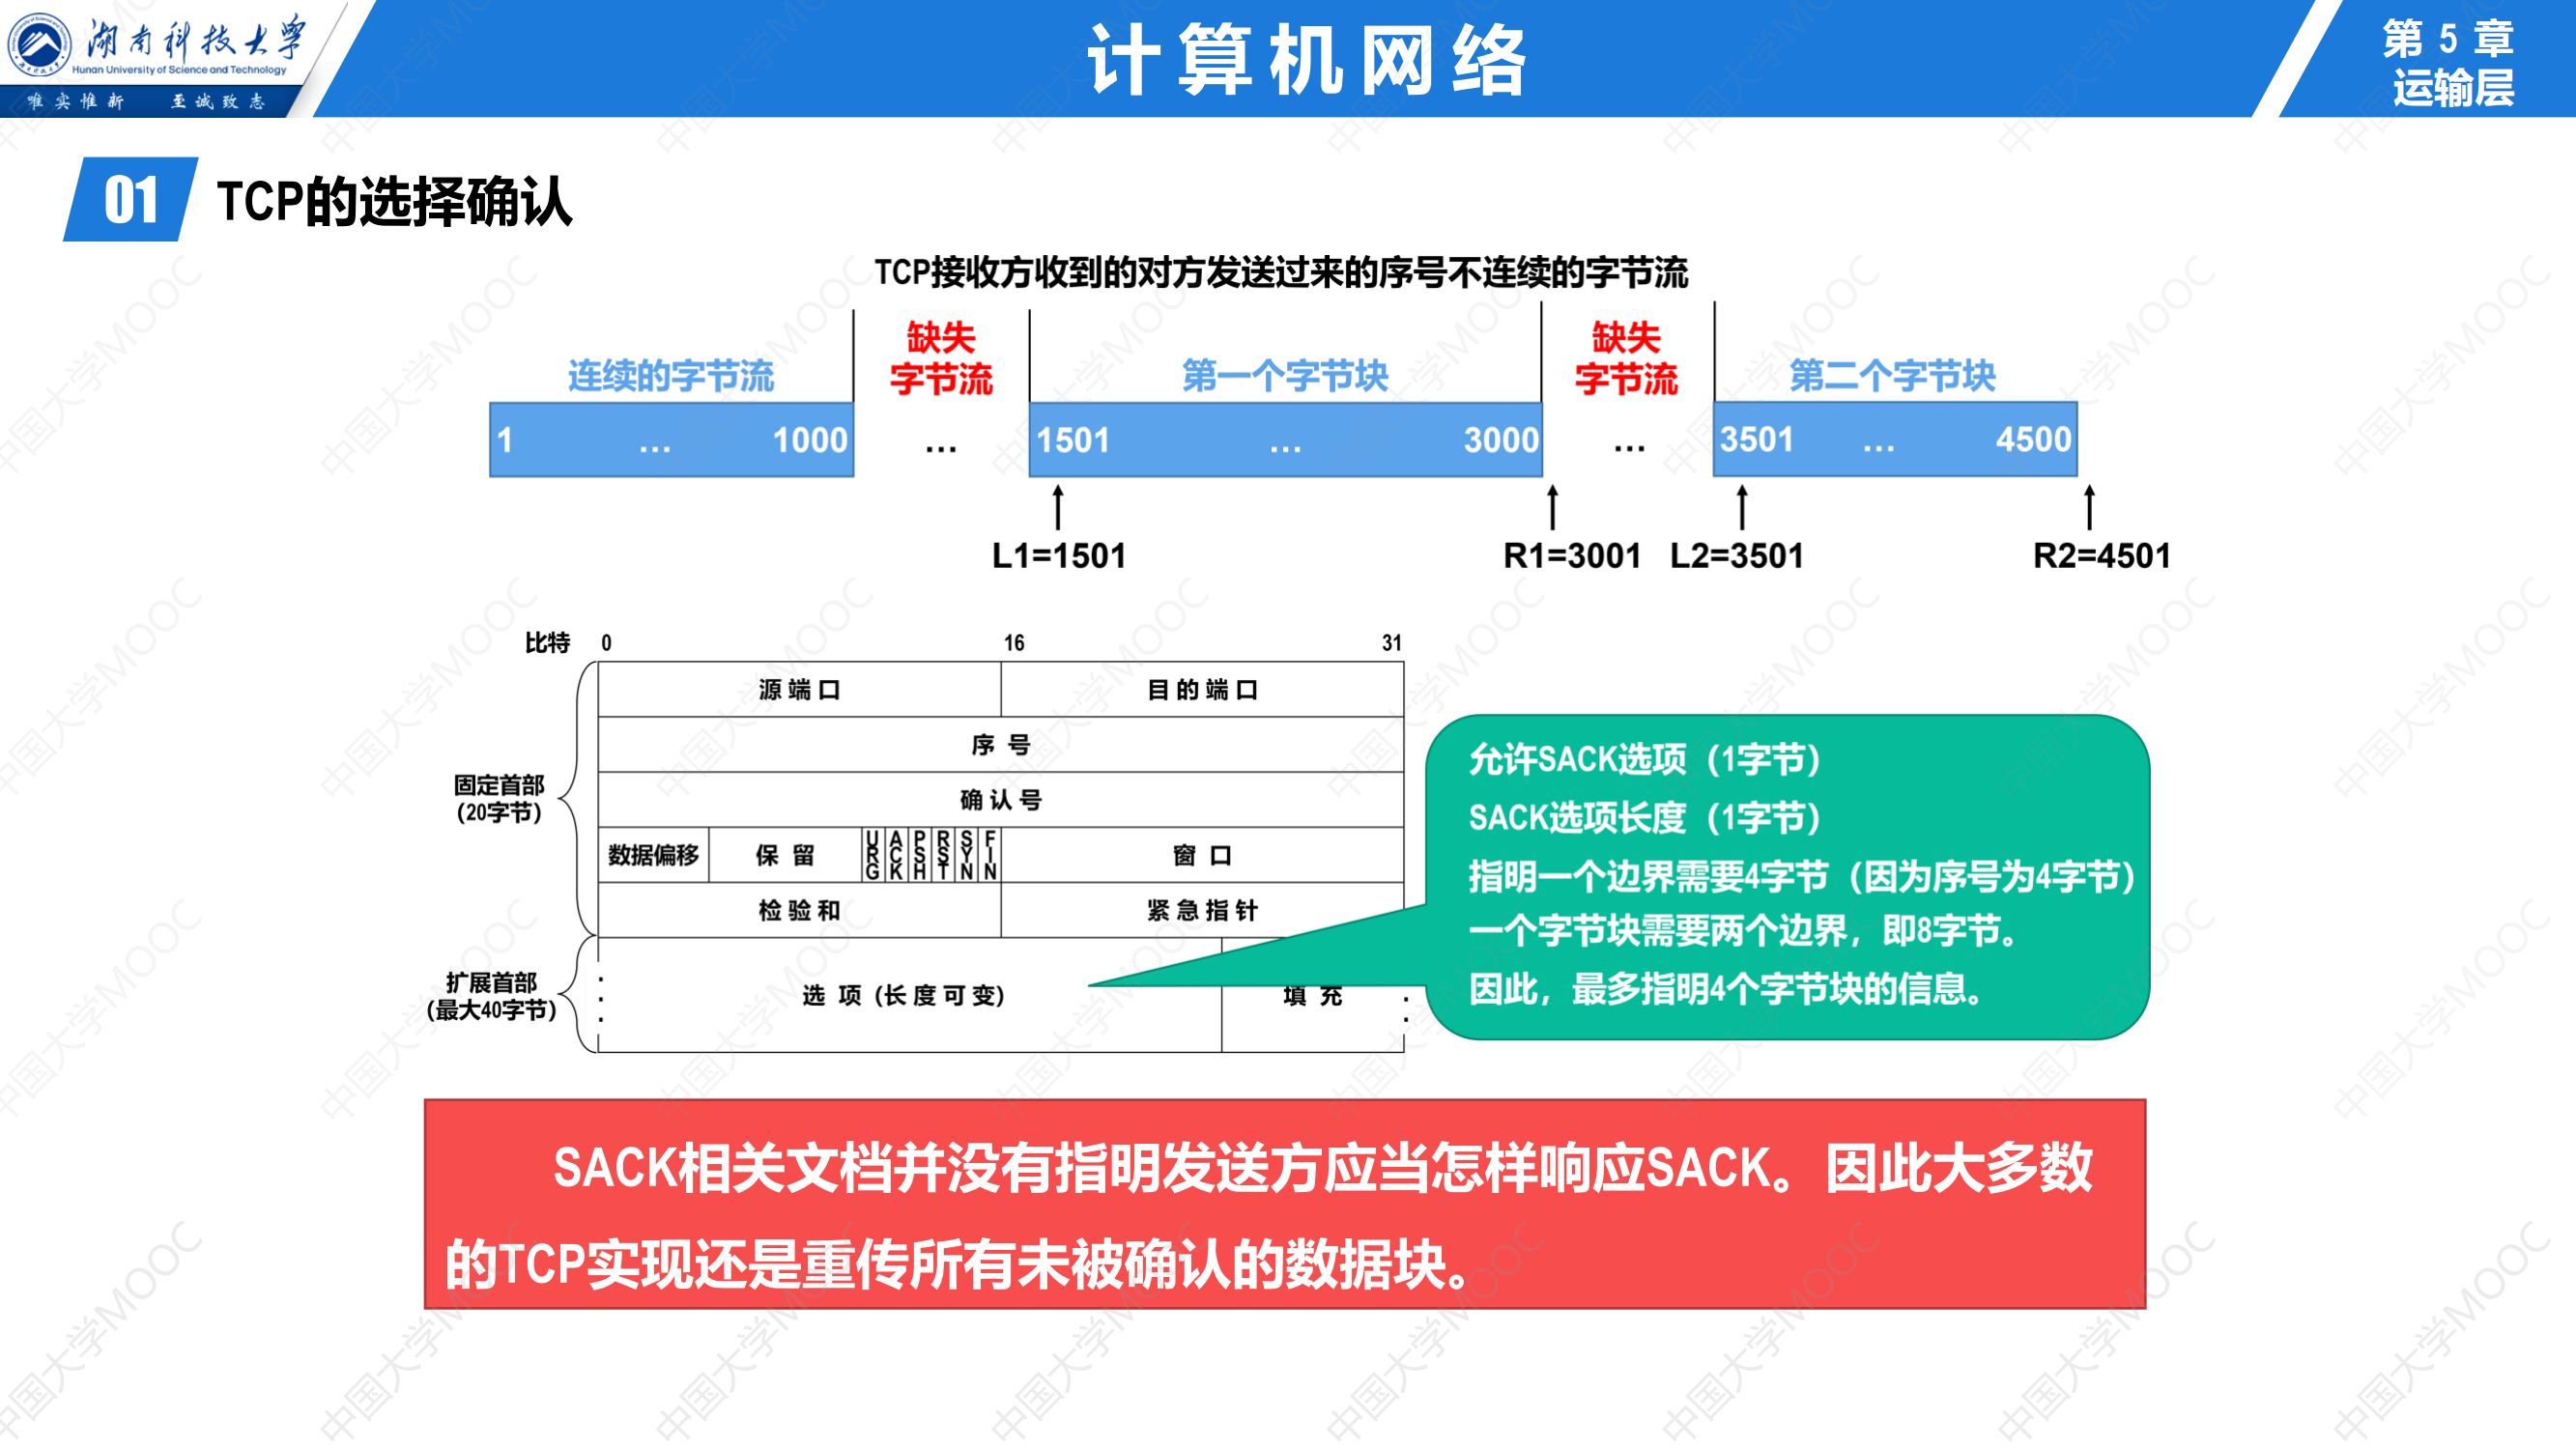 湖南科技大学
Hunan University of Science and Technology
唯实惟新 至诚致志
计算机网络
第 5 章
运输层
01 TCP的选择确认
TCP接收方收到的对方发送过来的序号不连续的字节流
连续的字节流 缺失字节流 第一个字节块 缺失字节流 第二个字节块
1 … 1000 … 1501 … 3000 … 3501 … 4500
L1=1501 R1=3001 L2=3501 R2=4501
比特 0 16 31
源端口 目的端口
序号
确认号
固定首部
(20字节)
数据偏移 保留 URG ACK PSH RST SYN FIN 窗口
检验和 紧急指针
扩展首部
(最大40字节)
选项 (长度可变) 填充
允许SACK选项（1字节）
SACK选项长度（1字节）
指明一个边界需要4字节（因为序号为4字节）
一个字节块需要两个边界，即8字节。
因此，最多指明4个字节块的信息。
SACK相关文档并没有指明发送方应当怎样响应SACK。因此大多数
的TCP实现还是重传所有未被确认的数据块。
中国大学MOOC